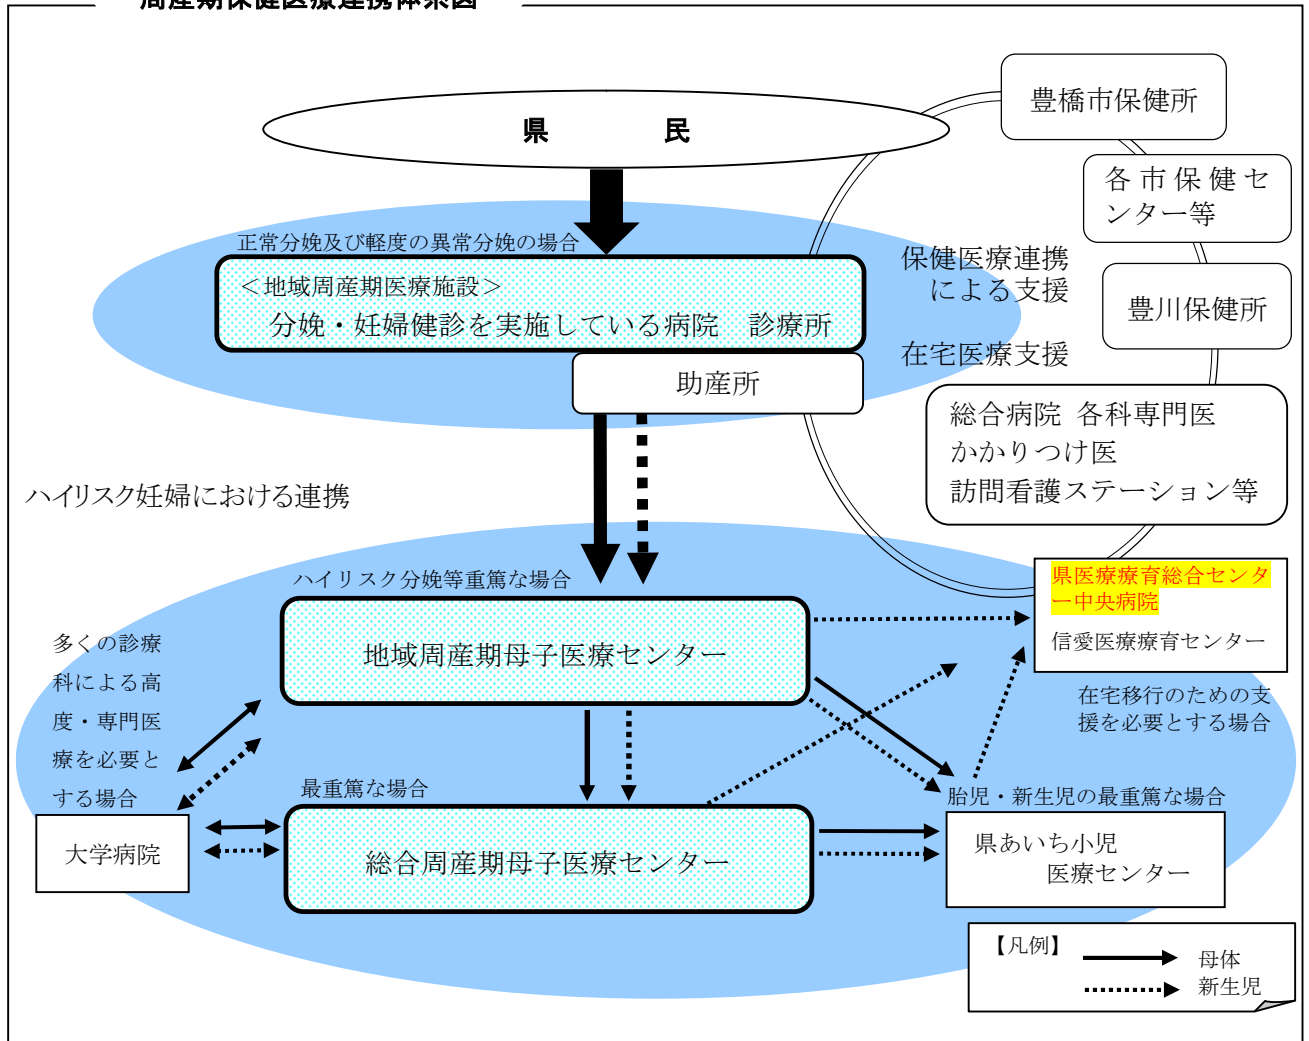 周産期保健医療連携体系図
県　民
豊橋市保健所
各市保健セ
ンター等
豊川保健所
正常分娩及び軽度の異常分娩の場合
＜地域周産期医療施設＞
分娩・妊婦健診を実施している病院　診療所
助産所
保健医療連携
による支援
在宅医療支援
総合病院 各科専門医
かかりつけ医
訪問看護ステーション等
ハイリスク妊婦における連携
ハイリスク分娩等重篤な場合
地域周産期母子医療センター
県医療療育総合センタ
ー中央病院
信愛医療療育センター
在宅移行のための支
援を必要とする場合
多くの診療
科による高
度・専門医
療を必要と
する場合
大学病院
最重篤な場合
総合周産期母子医療センター
胎児・新生児の最重篤な場合
県あいち小児
医療センター
【凡例】
母体
新生児